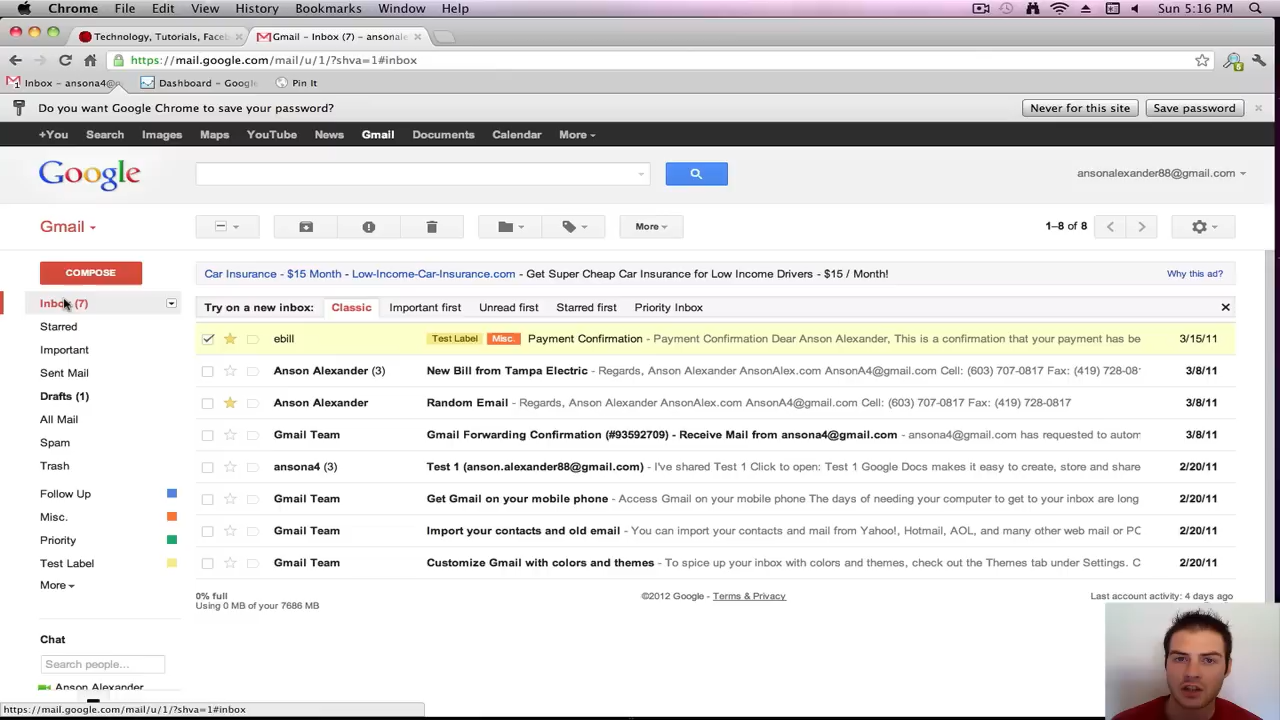 Chrome File Edit View History Bookmarks Window Help Sun 5:16 PM
Technology, Tutorials, Faceb Gmail - Inbox (7) - ansonale
https://mail.google.com/mail/u/1/?shva=1#inbox
Inbox - ansona4@ Dashboard - Google Pin It
Do you want Google Chrome to save your password? Never for this site Save password
+You Search Images Maps YouTube News Gmail Documents Calendar More
Google ansonalexander88@gmail.com
Gmail More 1–8 of 8
COMPOSE
Car Insurance - $15 Month - Low-Income-Car-Insurance.com - Get Super Cheap Car Insurance for Low Income Drivers - $15 / Month! Why this ad?
Inbox (7)
Try on a new inbox: Classic Important first Unread first Starred first Priority Inbox
Starred
Important
Sent Mail
Drafts (1)
All Mail
Spam
Trash
Follow Up
Misc.
Priority
Test Label
More
ebill Test Label Misc. Payment Confirmation - Payment Confirmation Dear Anson Alexander, This is a confirmation that your payment has be 3/15/11
Anson Alexander (3) New Bill from Tampa Electric - Regards, Anson Alexander AnsonAlex.com AnsonA4@gmail.com Cell: (603) 707-0817 Fax: (419) 728-08 3/8/11
Anson Alexander Random Email - Regards, Anson Alexander AnsonAlex.com AnsonA4@gmail.com Cell: (603) 707-0817 Fax: (419) 728-0817 3/8/11
Gmail Team Gmail Forwarding Confirmation (#93592709) - Receive Mail from ansona4@gmail.com - ansona4@gmail.com has requested to autom 3/8/11
ansona4 (3) Test 1 (anson.alexander88@gmail.com) - I've shared Test 1 Click to open: Test 1 Google Docs makes it easy to create, store and share 2/20/11
Gmail Team Get Gmail on your mobile phone - Access Gmail on your mobile phone The days of needing your computer to get to your inbox are long 2/20/11
Gmail Team Import your contacts and old email - You can import your contacts and mail from Yahoo!, Hotmail, AOL, and many other web mail or PC 2/20/11
Gmail Team Customize Gmail with colors and themes - To spice up your inbox with colors and themes, check out the Themes tab under Settings. C 2/20/11
0% full
Using 0 MB of your 7686 MB
©2012 Google - Terms & Privacy
Last account activity: 4 days ago
Chat
Search people...
Anson Alexander
https://mail.google.com/mail/u/1/?shva=1#inbox